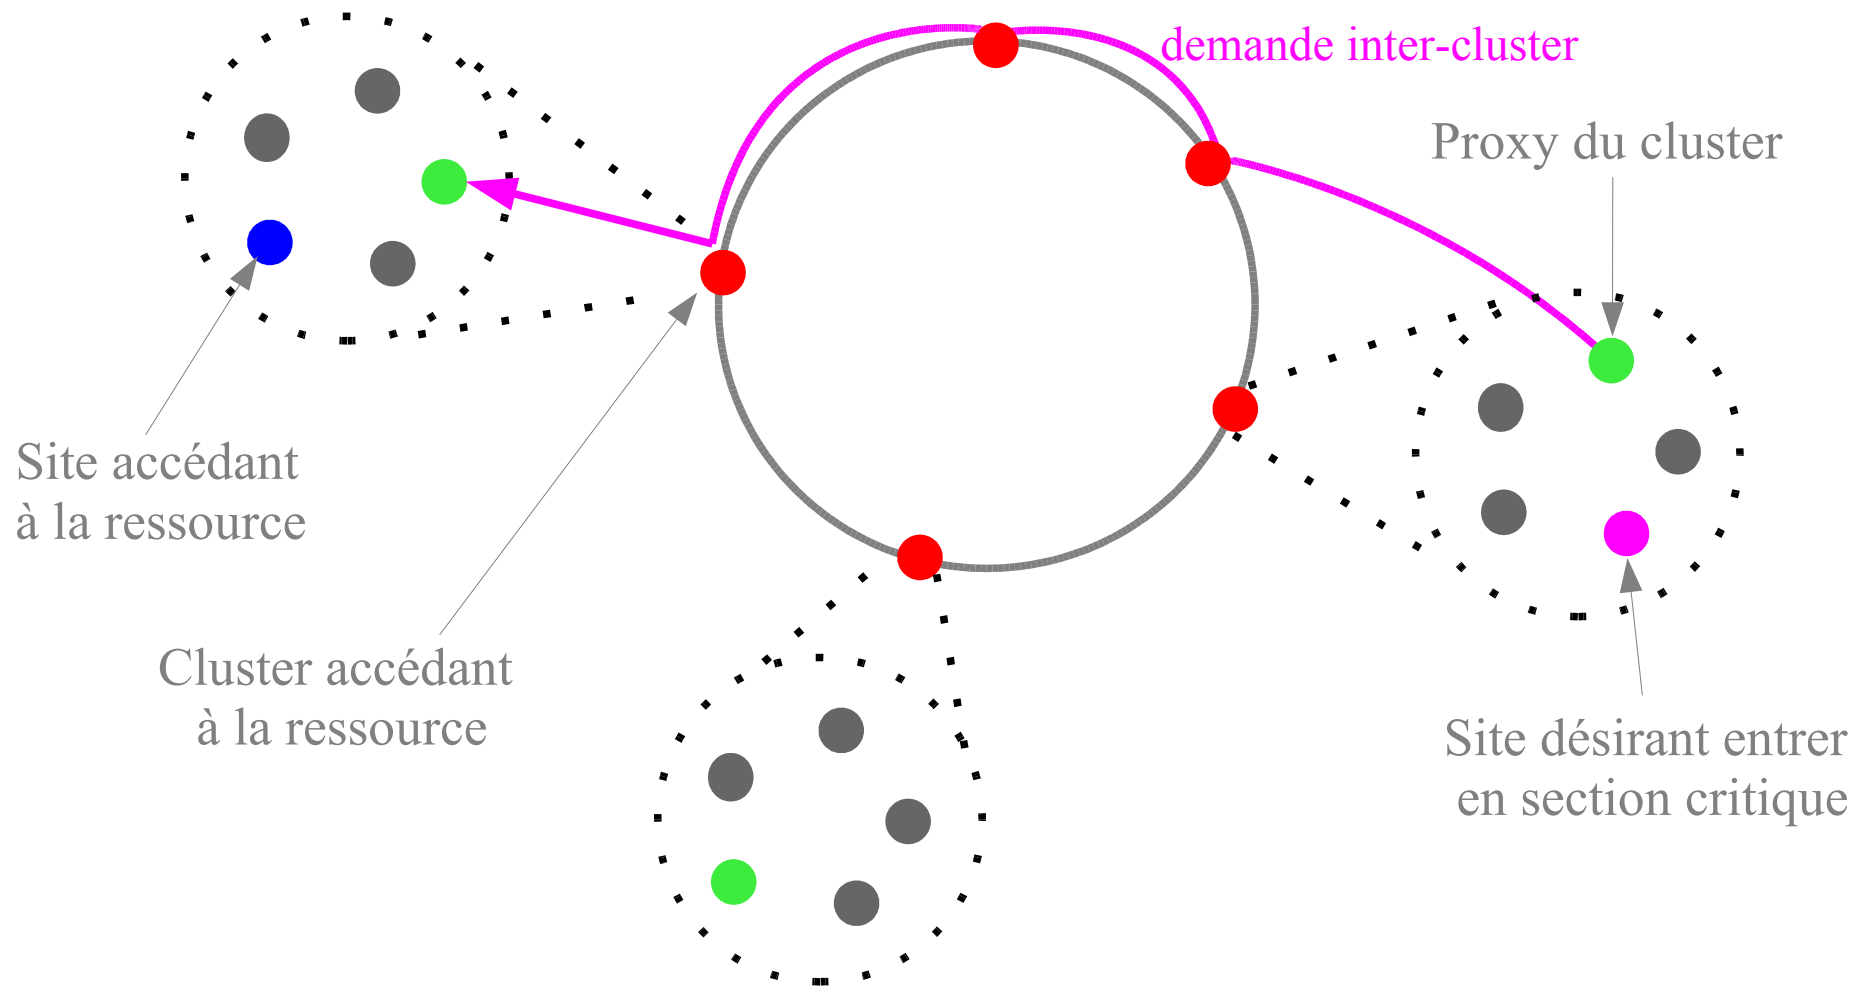 demande inter-cluster
Proxy du cluster
Site accédant
à la ressource
Cluster accédant
à la ressource
Site désirant entrer
en section critique